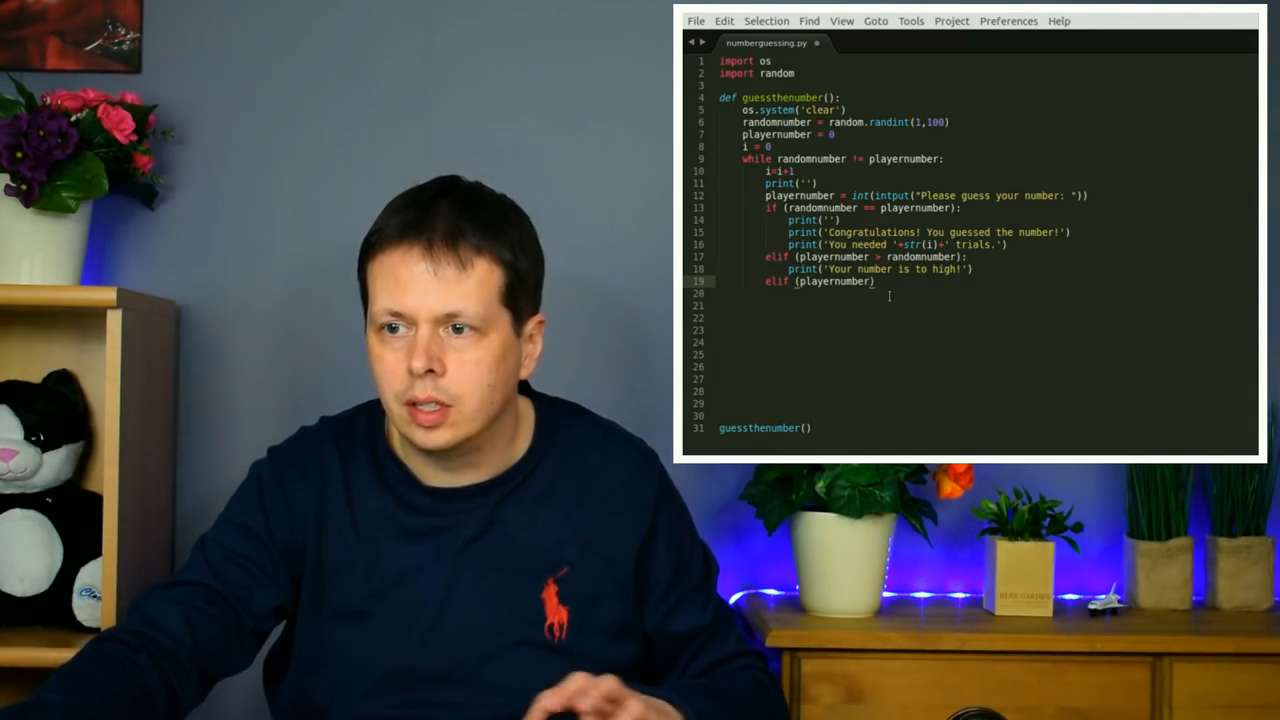 File Edit Selection Find View Goto Tools Project Preferences Help
numberguessing.py
1 import os
2 import random
3
4 def guessthenumber():
5 os.system('clear')
6 randomnumber = random.randint(1,100)
7 playernumber = 0
8 i = 0
9 while randomnumber != playernumber:
10 i=i+1
11 print('')
12 playernumber = int(intput("Please guess your number: "))
13 if (randomnumber == playernumber):
14 print('')
15 print('Congratulations! You guessed the number!')
16 print('You needed '+str(i)+' trials.')
17 elif (playernumber > randomnumber):
18 print('Your number is to high!')
19 elif (playernumber)
20
21
22
23
24
25
26
27
28
29
30
31 guessthenumber()
HERB GARDEN